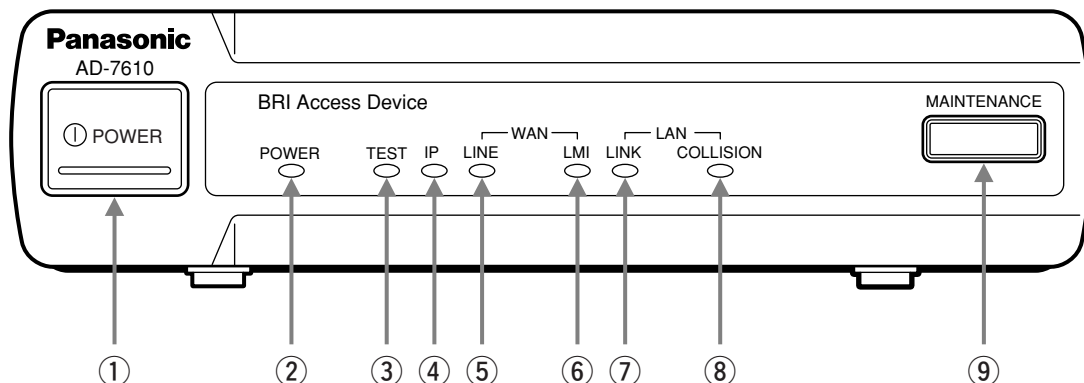 Panasonic
AD-7610
POWER
BRI Access Device
MAINTENANCE
WAN LAN
POWER TEST IP LINE LMI LINK COLLISION
① ② ③ ④ ⑤ ⑥ ⑦ ⑧ ⑨